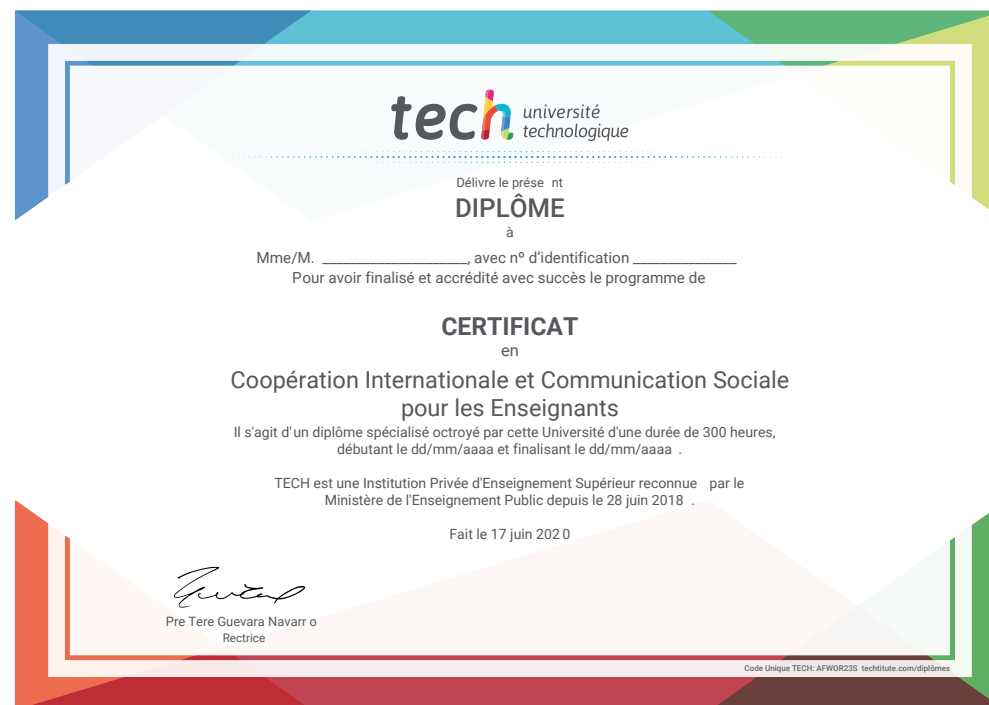 tech université
technologique
Délivre le prése nt
DIPLÔME
à
Mme/M. _____________________, avec nº d'identification _______________
Pour avoir finalisé et accrédité avec succès le programme de
CERTIFICAT
en
Coopération Internationale et Communication Sociale
pour les Enseignants
Il s'agit d'un diplôme spécialisé octroyé par cette Université d'une durée de 300 heures,
débutant le dd/mm/aaaa et finalisant le dd/mm/aaaa .
TECH est une Institution Privée d'Enseignement Supérieur reconnue par le
Ministère de l'Enseignement Public depuis le 28 juin 2018 .
Fait le 17 juin 2020
Pre Tere Guevara Navarr o
Rectrice
Code Unique TECH: AFWOR23S techtitute.com/diplômes